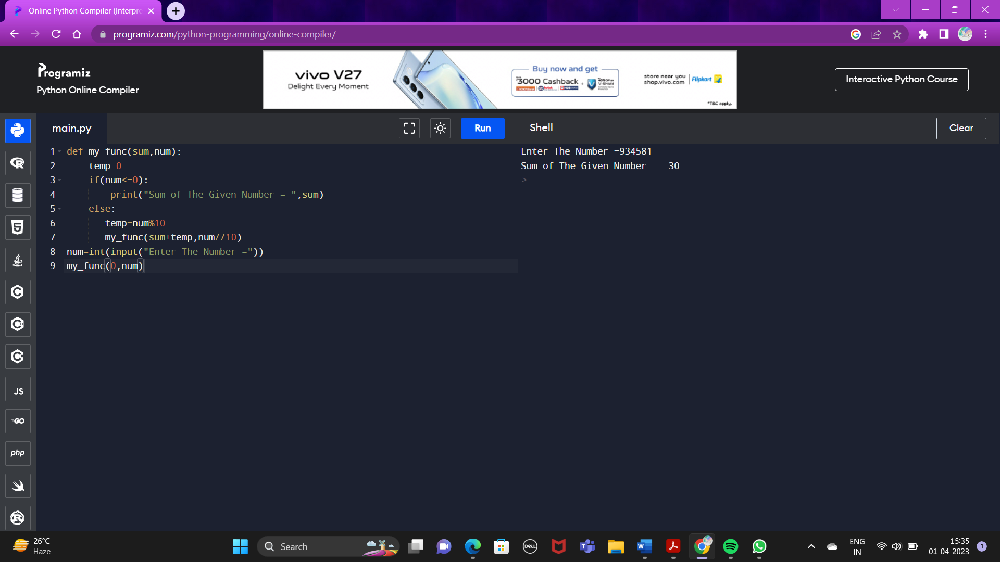 Online Python Compiler (Interpre
programiz.com/python-programming/online-compiler/
Programiz
Python Online Compiler
vivo V27
Delight Every Moment
Buy now and get
₹3000 Cashback
+
V-Shield
store near you
shop.vivo.com
Flipkart
*T&C apply.
Interactive Python Course
main.py
Run
Shell
Clear
1 def my_func(sum,num):
2     temp=0
3     if(num<=0):
4         print("Sum of The Given Number = ",sum)
5     else:
6        temp=num%10
7        my_func(sum+temp,num//10)
8 num=int(input("Enter The Number ="))
9 my_func(0,num)
Enter The Number =934581
Sum of The Given Number =  30
>
JS
GO
php
26°C
Haze
Search
DELL
ENG
IN
15:35
01-04-2023
1